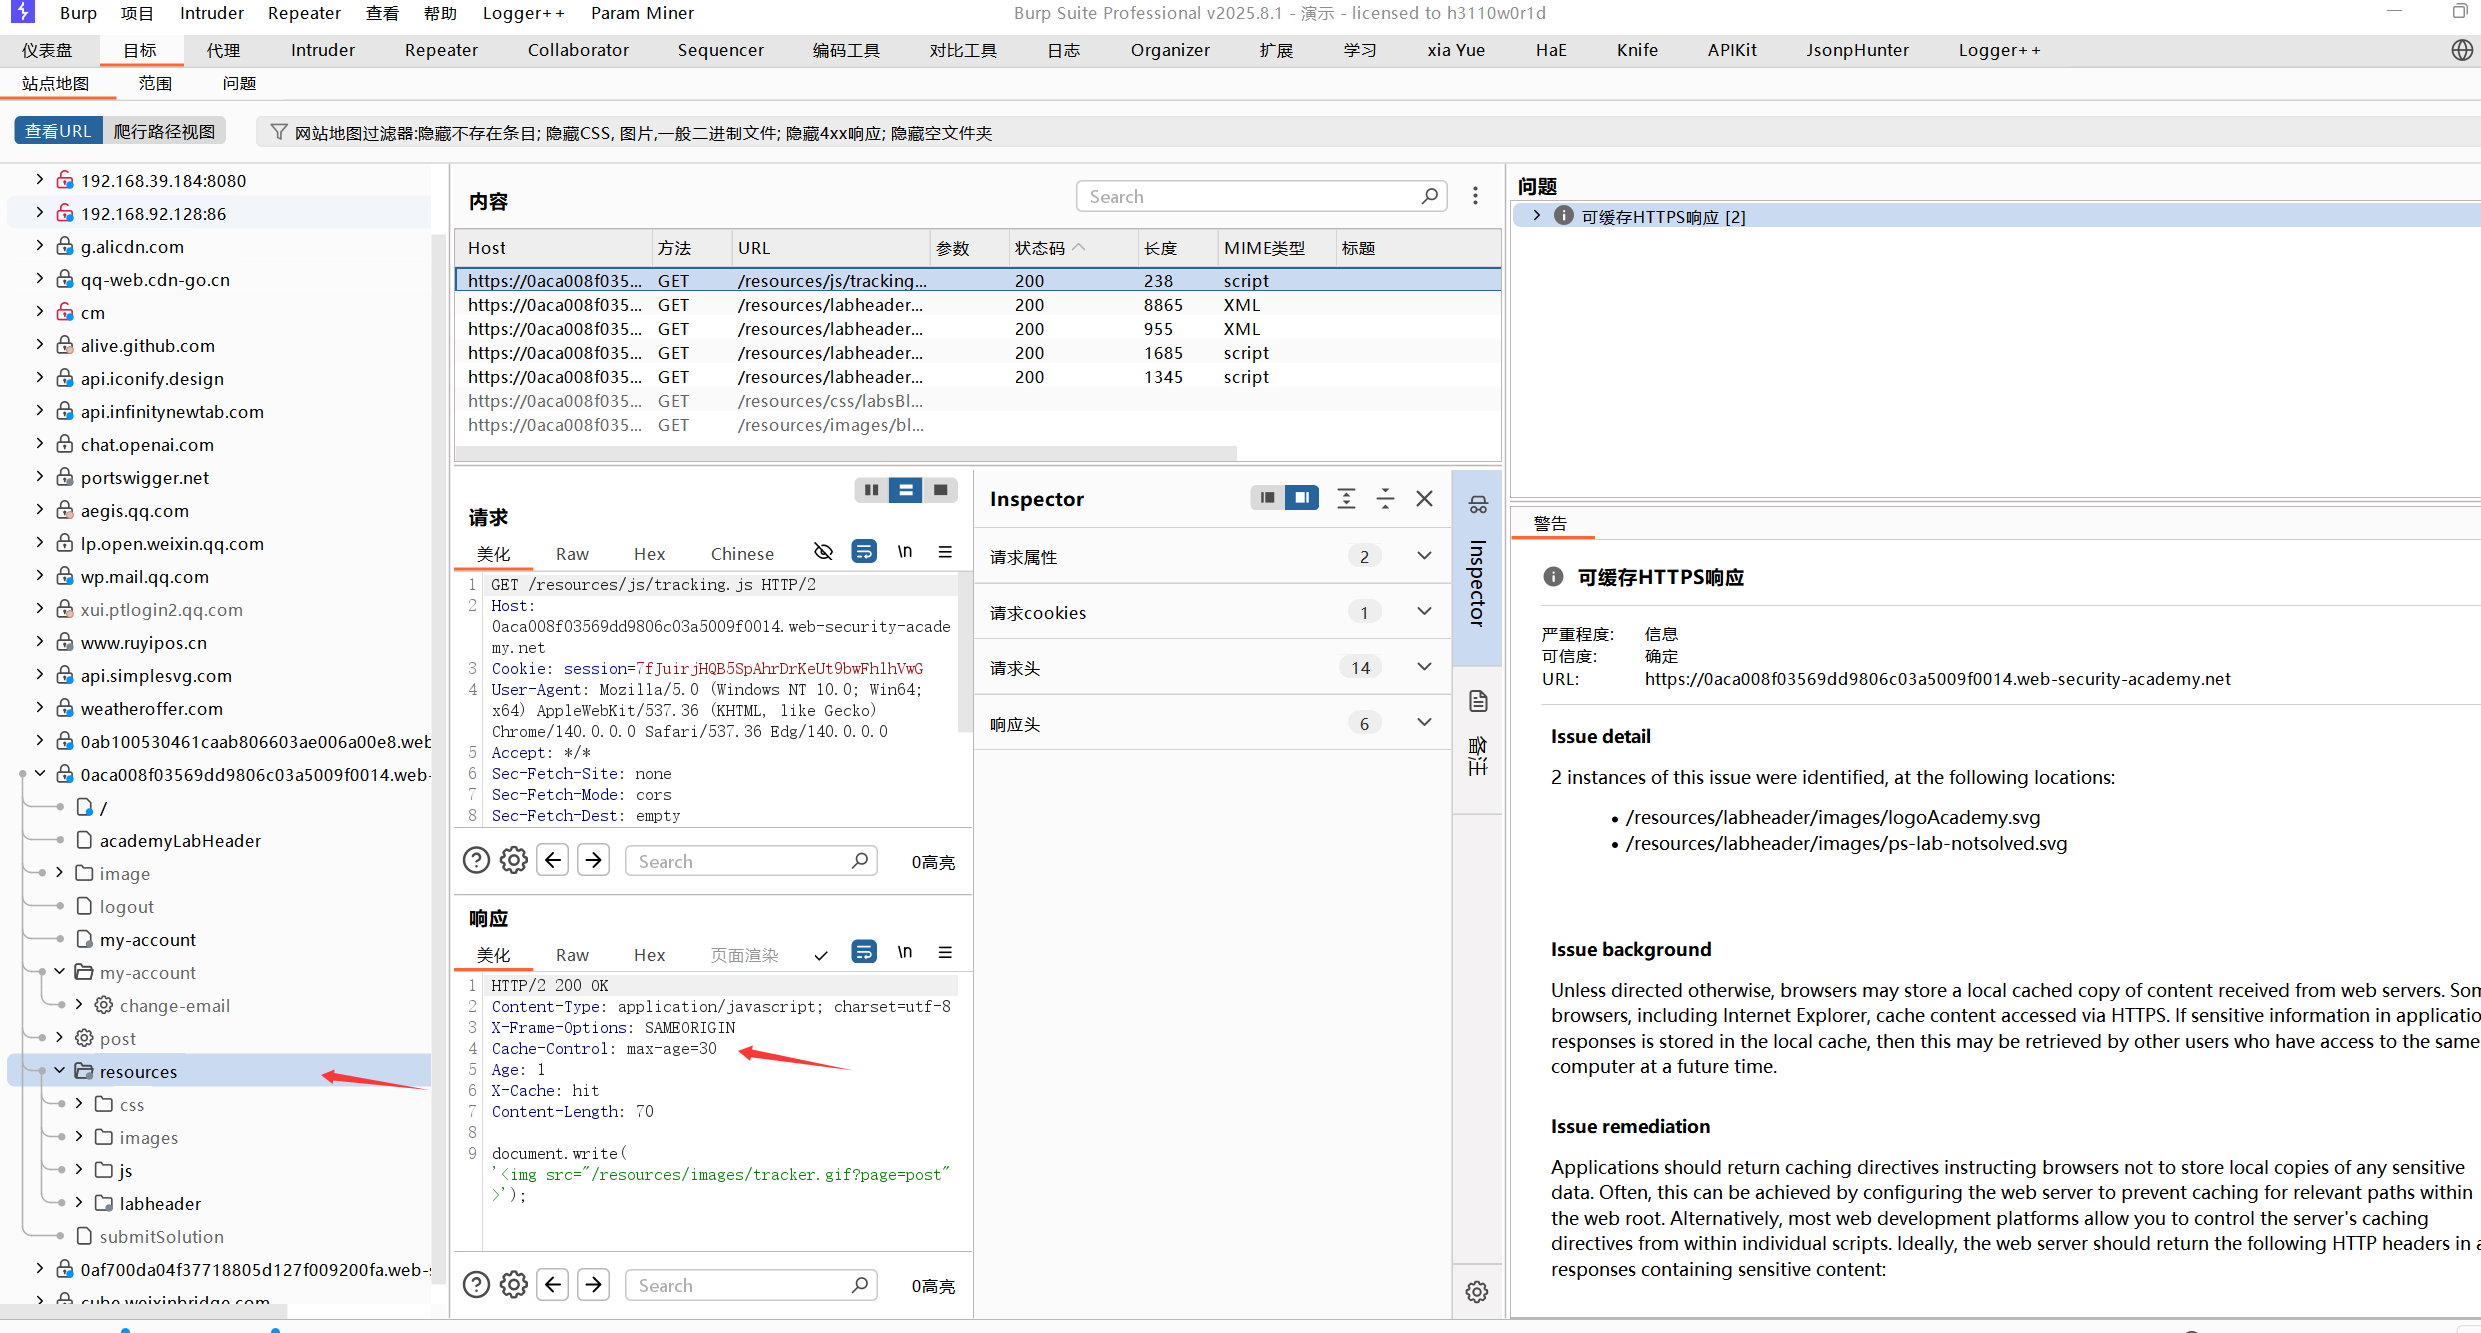 Burp 项目 Intruder Repeater 查看 帮助 Logger++ Param Miner
Burp Suite Professional v2025.8.1 - 演示 - licensed to h3110w0r1d
仪表盘 目标 代理 Intruder Repeater Collaborator Sequencer 编码工具 对比工具 日志 Organizer 扩展 学习 xia Yue HaE Knife APIKit JsonpHunter Logger++
站点地图 范围 问题
查看URL 爬行路径视图
网站地图过滤器:隐藏不存在条目; 隐藏CSS, 图片,一般二进制文件; 隐藏4xx响应; 隐藏空文件夹
192.168.39.184:8080
192.168.92.128:86
g.alicdn.com
qq-web.cdn-go.cn
cm
alive.github.com
api.iconify.design
api.infinitynewtab.com
chat.openai.com
portswigger.net
aegis.qq.com
lp.open.weixin.qq.com
wp.mail.qq.com
xui.ptlogin2.qq.com
www.ruyipos.cn
api.simplesvg.com
weatheroffer.com
0ab100530461caab806603ae006a00e8.web
0aca008f03569dd9806c03a5009f0014.web-
/
academyLabHeader
image
logout
my-account
my-account
change-email
post
resources
css
images
js
labheader
submitSolution
0af700da04f37718805d127f009200fa.web-s
cube.weixinbridge.com
内容
Search
Host 方法 URL 参数 状态码 长度 MIME类型 标题
https://0aca008f035... GET /resources/js/tracking... 200 238 script
https://0aca008f035... GET /resources/labheader... 200 8865 XML
https://0aca008f035... GET /resources/labheader... 200 955 XML
https://0aca008f035... GET /resources/labheader... 200 1685 script
https://0aca008f035... GET /resources/labheader... 200 1345 script
https://0aca008f035... GET /resources/css/labsBl...
https://0aca008f035... GET /resources/images/bl...
请求
美化 Raw Hex Chinese \n
1 GET /resources/js/tracking.js HTTP/2
2 Host:
0aca008f03569dd9806c03a5009f0014.web-security-acade
my.net
3 Cookie: session=7fJuirjHQB5SpAhrDrKeUt9bwFhlhVwG
4 User-Agent: Mozilla/5.0 (Windows NT 10.0; Win64;
x64) AppleWebKit/537.36 (KHTML, like Gecko)
Chrome/140.0.0.0 Safari/537.36 Edg/140.0.0.0
5 Accept: */*
6 Sec-Fetch-Site: none
7 Sec-Fetch-Mode: cors
8 Sec-Fetch-Dest: empty
Search 0高亮
响应
美化 Raw Hex 页面渲染 \n
1 HTTP/2 200 OK
2 Content-Type: application/javascript; charset=utf-8
3 X-Frame-Options: SAMEORIGIN
4 Cache-Control: max-age=30
5 Age: 1
6 X-Cache: hit
7 Content-Length: 70
8
9 document.write(
'<img src="/resources/images/tracker.gif?page=post"
>');
Search 0高亮
Inspector
请求属性 2
请求cookies 1
请求头 14
响应头 6
Inspector
备注
问题
可缓存HTTPS响应 [2]
警告
可缓存HTTPS响应
严重程度: 信息
可信度: 确定
URL: https://0aca008f03569dd9806c03a5009f0014.web-security-academy.net
Issue detail
2 instances of this issue were identified, at the following locations:
• /resources/labheader/images/logoAcademy.svg
• /resources/labheader/images/ps-lab-notsolved.svg
Issue background
Unless directed otherwise, browsers may store a local cached copy of content received from web servers. Som
browsers, including Internet Explorer, cache content accessed via HTTPS. If sensitive information in applicatio
responses is stored in the local cache, then this may be retrieved by other users who have access to the same
computer at a future time.
Issue remediation
Applications should return caching directives instructing browsers not to store local copies of any sensitive
data. Often, this can be achieved by configuring the web server to prevent caching for relevant paths within
the web root. Alternatively, most web development platforms allow you to control the server's caching
directives from within individual scripts. Ideally, the web server should return the following HTTP headers in a
responses containing sensitive content: